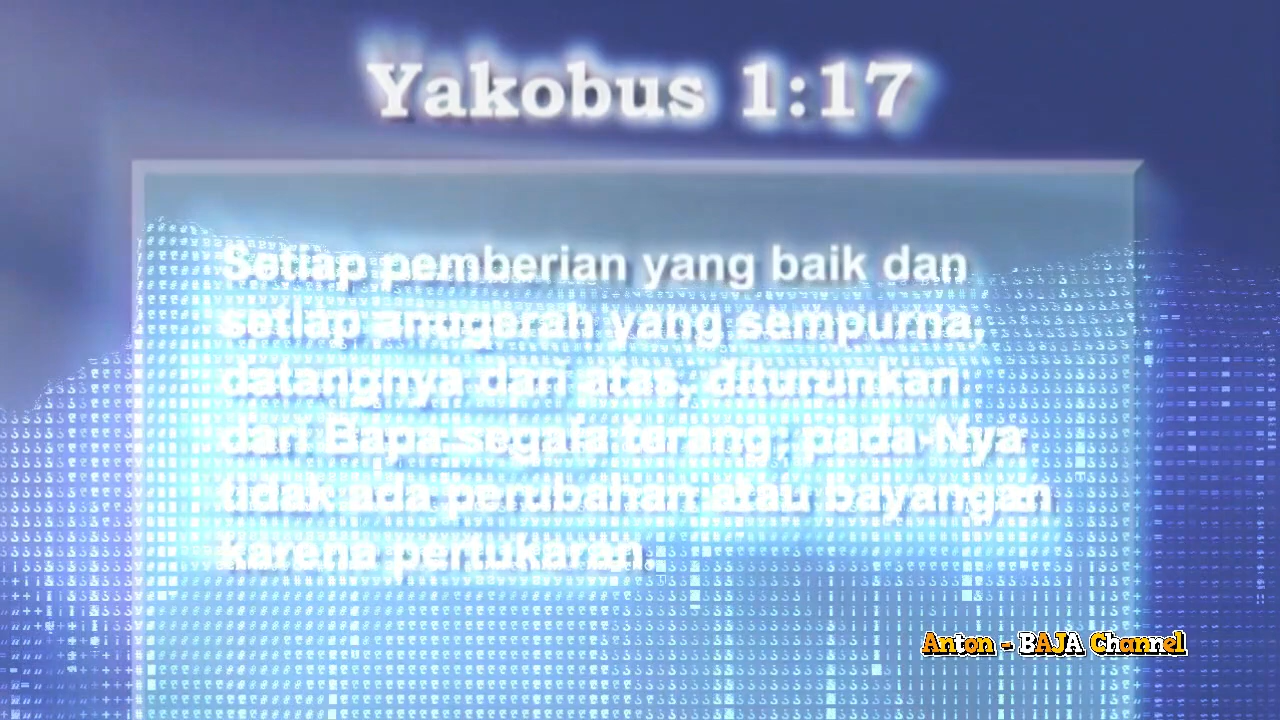 Yakobus 1:17
Setiap pemberian yang baik dan
setiap anugerah yang sempurna,
datangnya dari atas, diturunkan
dari Bapa segala terang; pada-Nya
tidak ada perubahan atau bayangan
karena pertukaran.
Anton - BAJA Channel